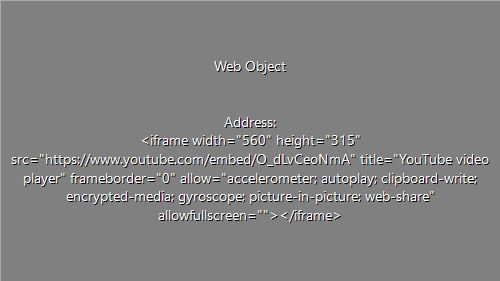 Web Object
Address:
<iframe width="560" height="315"
src="https://www.youtube.com/embed/O_dLvCeoNmA" title="YouTube video
player" frameborder="0" allow="accelerometer; autoplay; clipboard-write;
encrypted-media; gyroscope; picture-in-picture; web-share"
allowfullscreen=""></iframe>